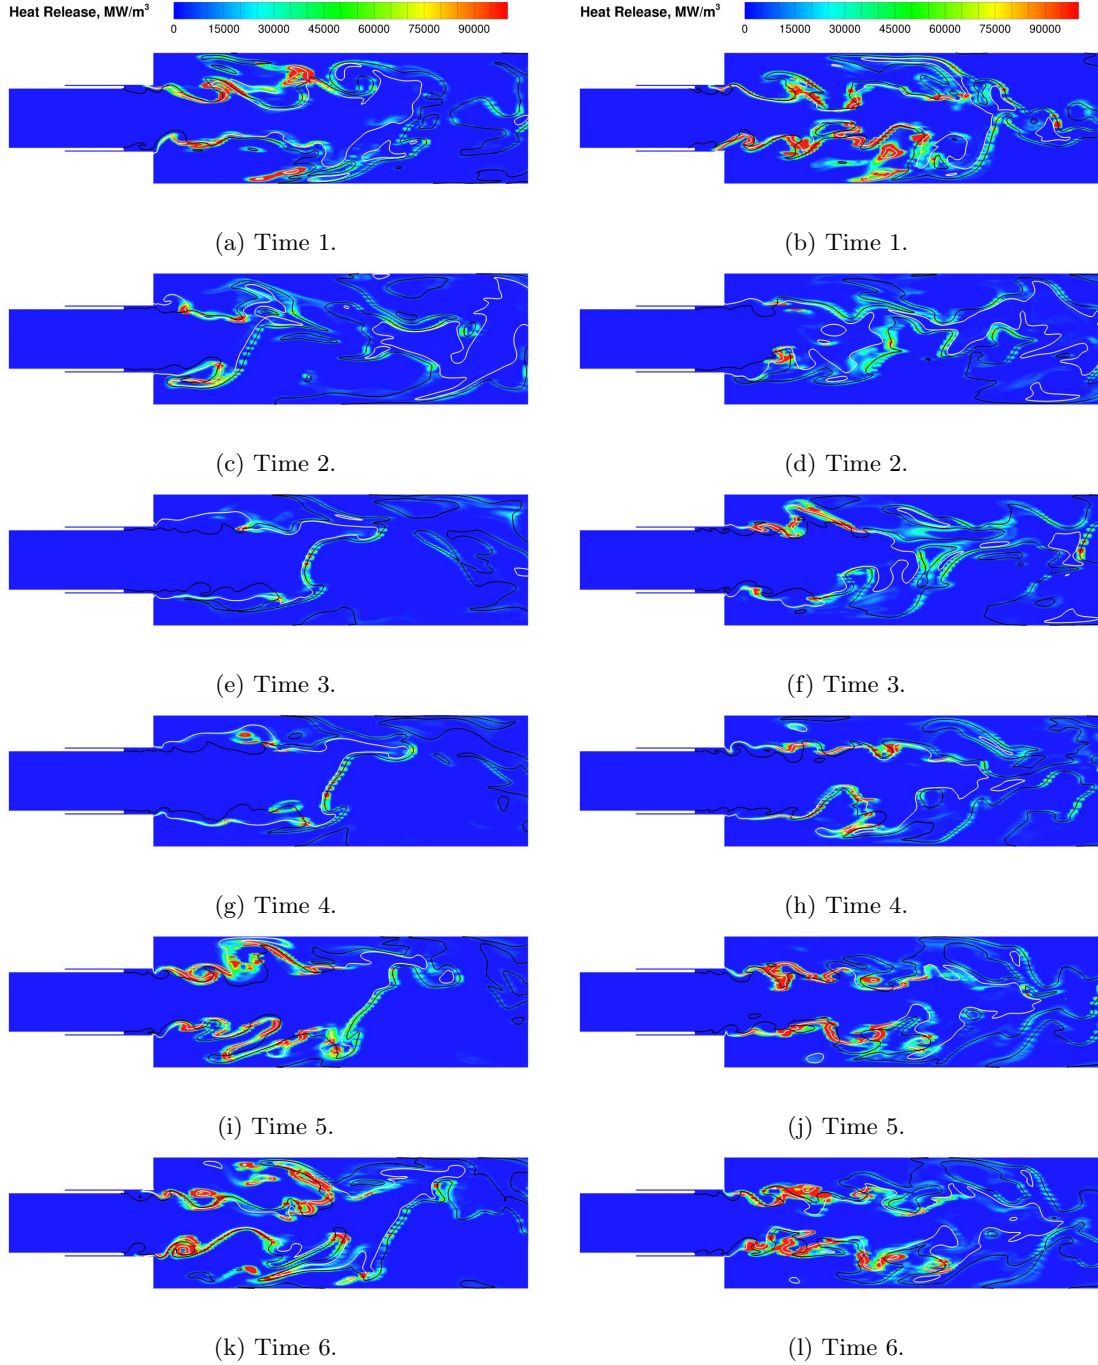 Heat Release, MW/m³
0 15000 30000 45000 60000 75000 90000
Heat Release, MW/m³
0 15000 30000 45000 60000 75000 90000
(a) Time 1.
(b) Time 1.
(c) Time 2.
(d) Time 2.
(e) Time 3.
(f) Time 3.
(g) Time 4.
(h) Time 4.
(i) Time 5.
(j) Time 5.
(k) Time 6.
(l) Time 6.